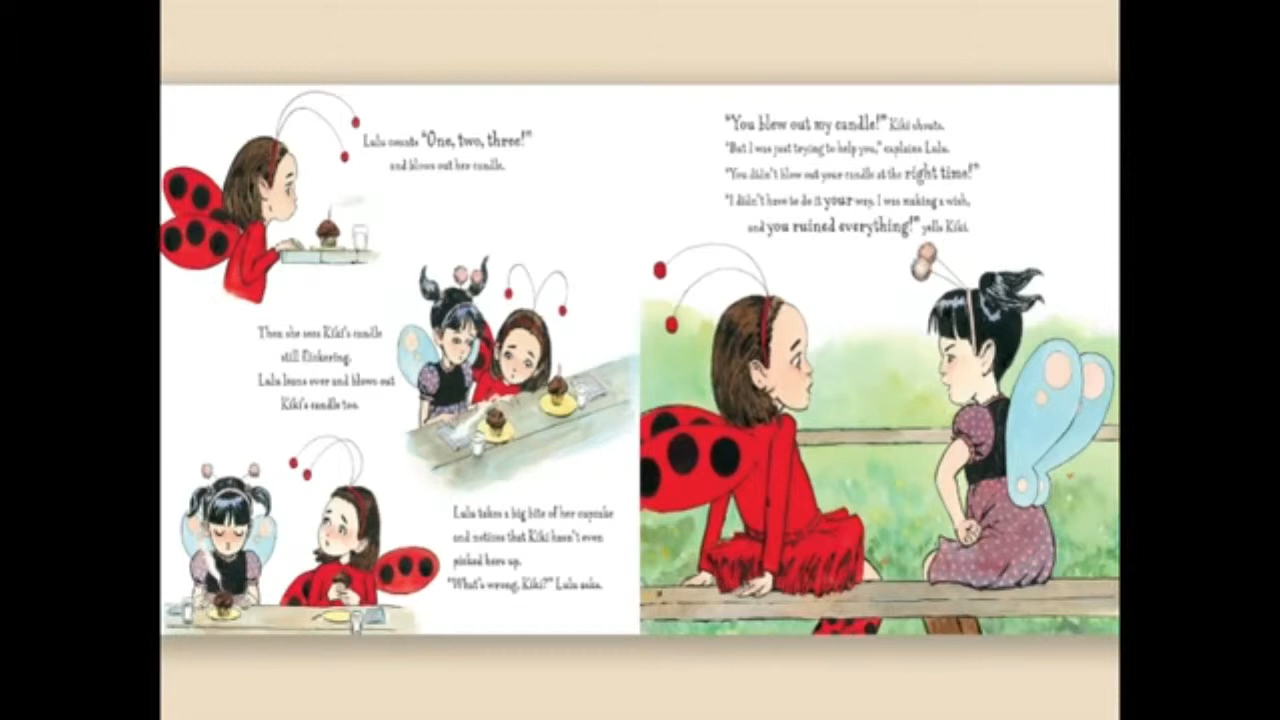 Lulu counts "One, two, three!"
and blows out her candle.
Then she sees Kiki's candle
still flickering.
Lulu leans over and blows out
Kiki's candle too.
Lulu takes a big bite of her cupcake
and notices that Kiki hasn't even
picked hers up.
"What's wrong, Kiki?" Lulu asks.
"You blew out my candle!" Kiki shouts.
"But I was just trying to help you," explains Lulu.
"You didn't blow out your candle at the right time!"
"I didn't have to do it your way. I was making a wish,
and you ruined everything!" yells Kiki.